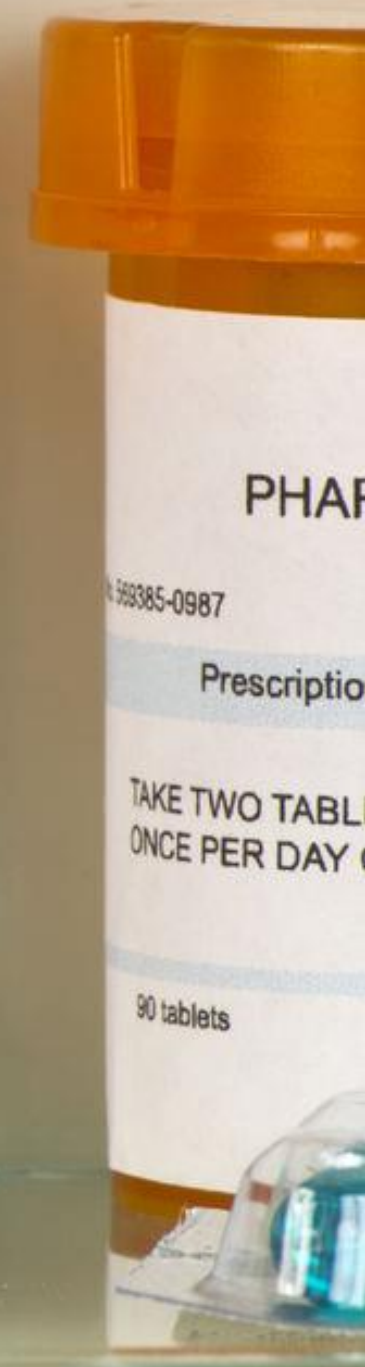 PHAR
569385-0987
Prescriptio
TAKE TWO TABL
ONCE PER DAY
90 tablets